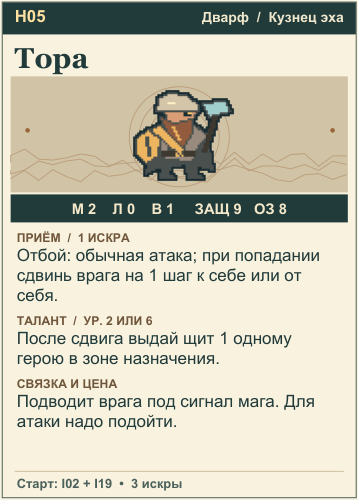 H05
Дварф / Кузнец эха
Тора
М 2 Л 0 В 1 ЗАЩ 9 ОЗ 8
ПРИЁМ / 1 ИСКРА
Отбой: обычная атака; при попадании
сдвинь врага на 1 шаг к себе или от
себя.
ТАЛАНТ / УР. 2 ИЛИ 6
После сдвига выдай щит 1 одному
герою в зоне назначения.
СВЯЗКА И ЦЕНА
Подводит врага под сигнал мага. Для
атаки надо подойти.
Старт: I02 + I19 • 3 искры